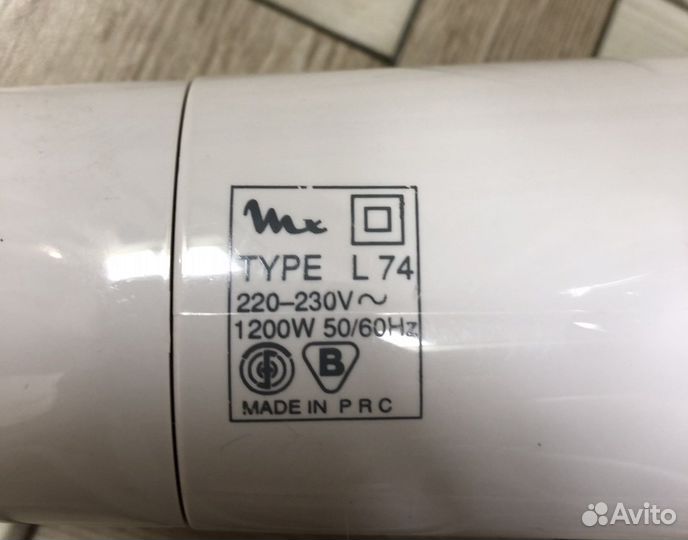 Mx
TYPE L 74
220–230V~
1200W 50/60Hz
B
MADE IN P R C
Avito